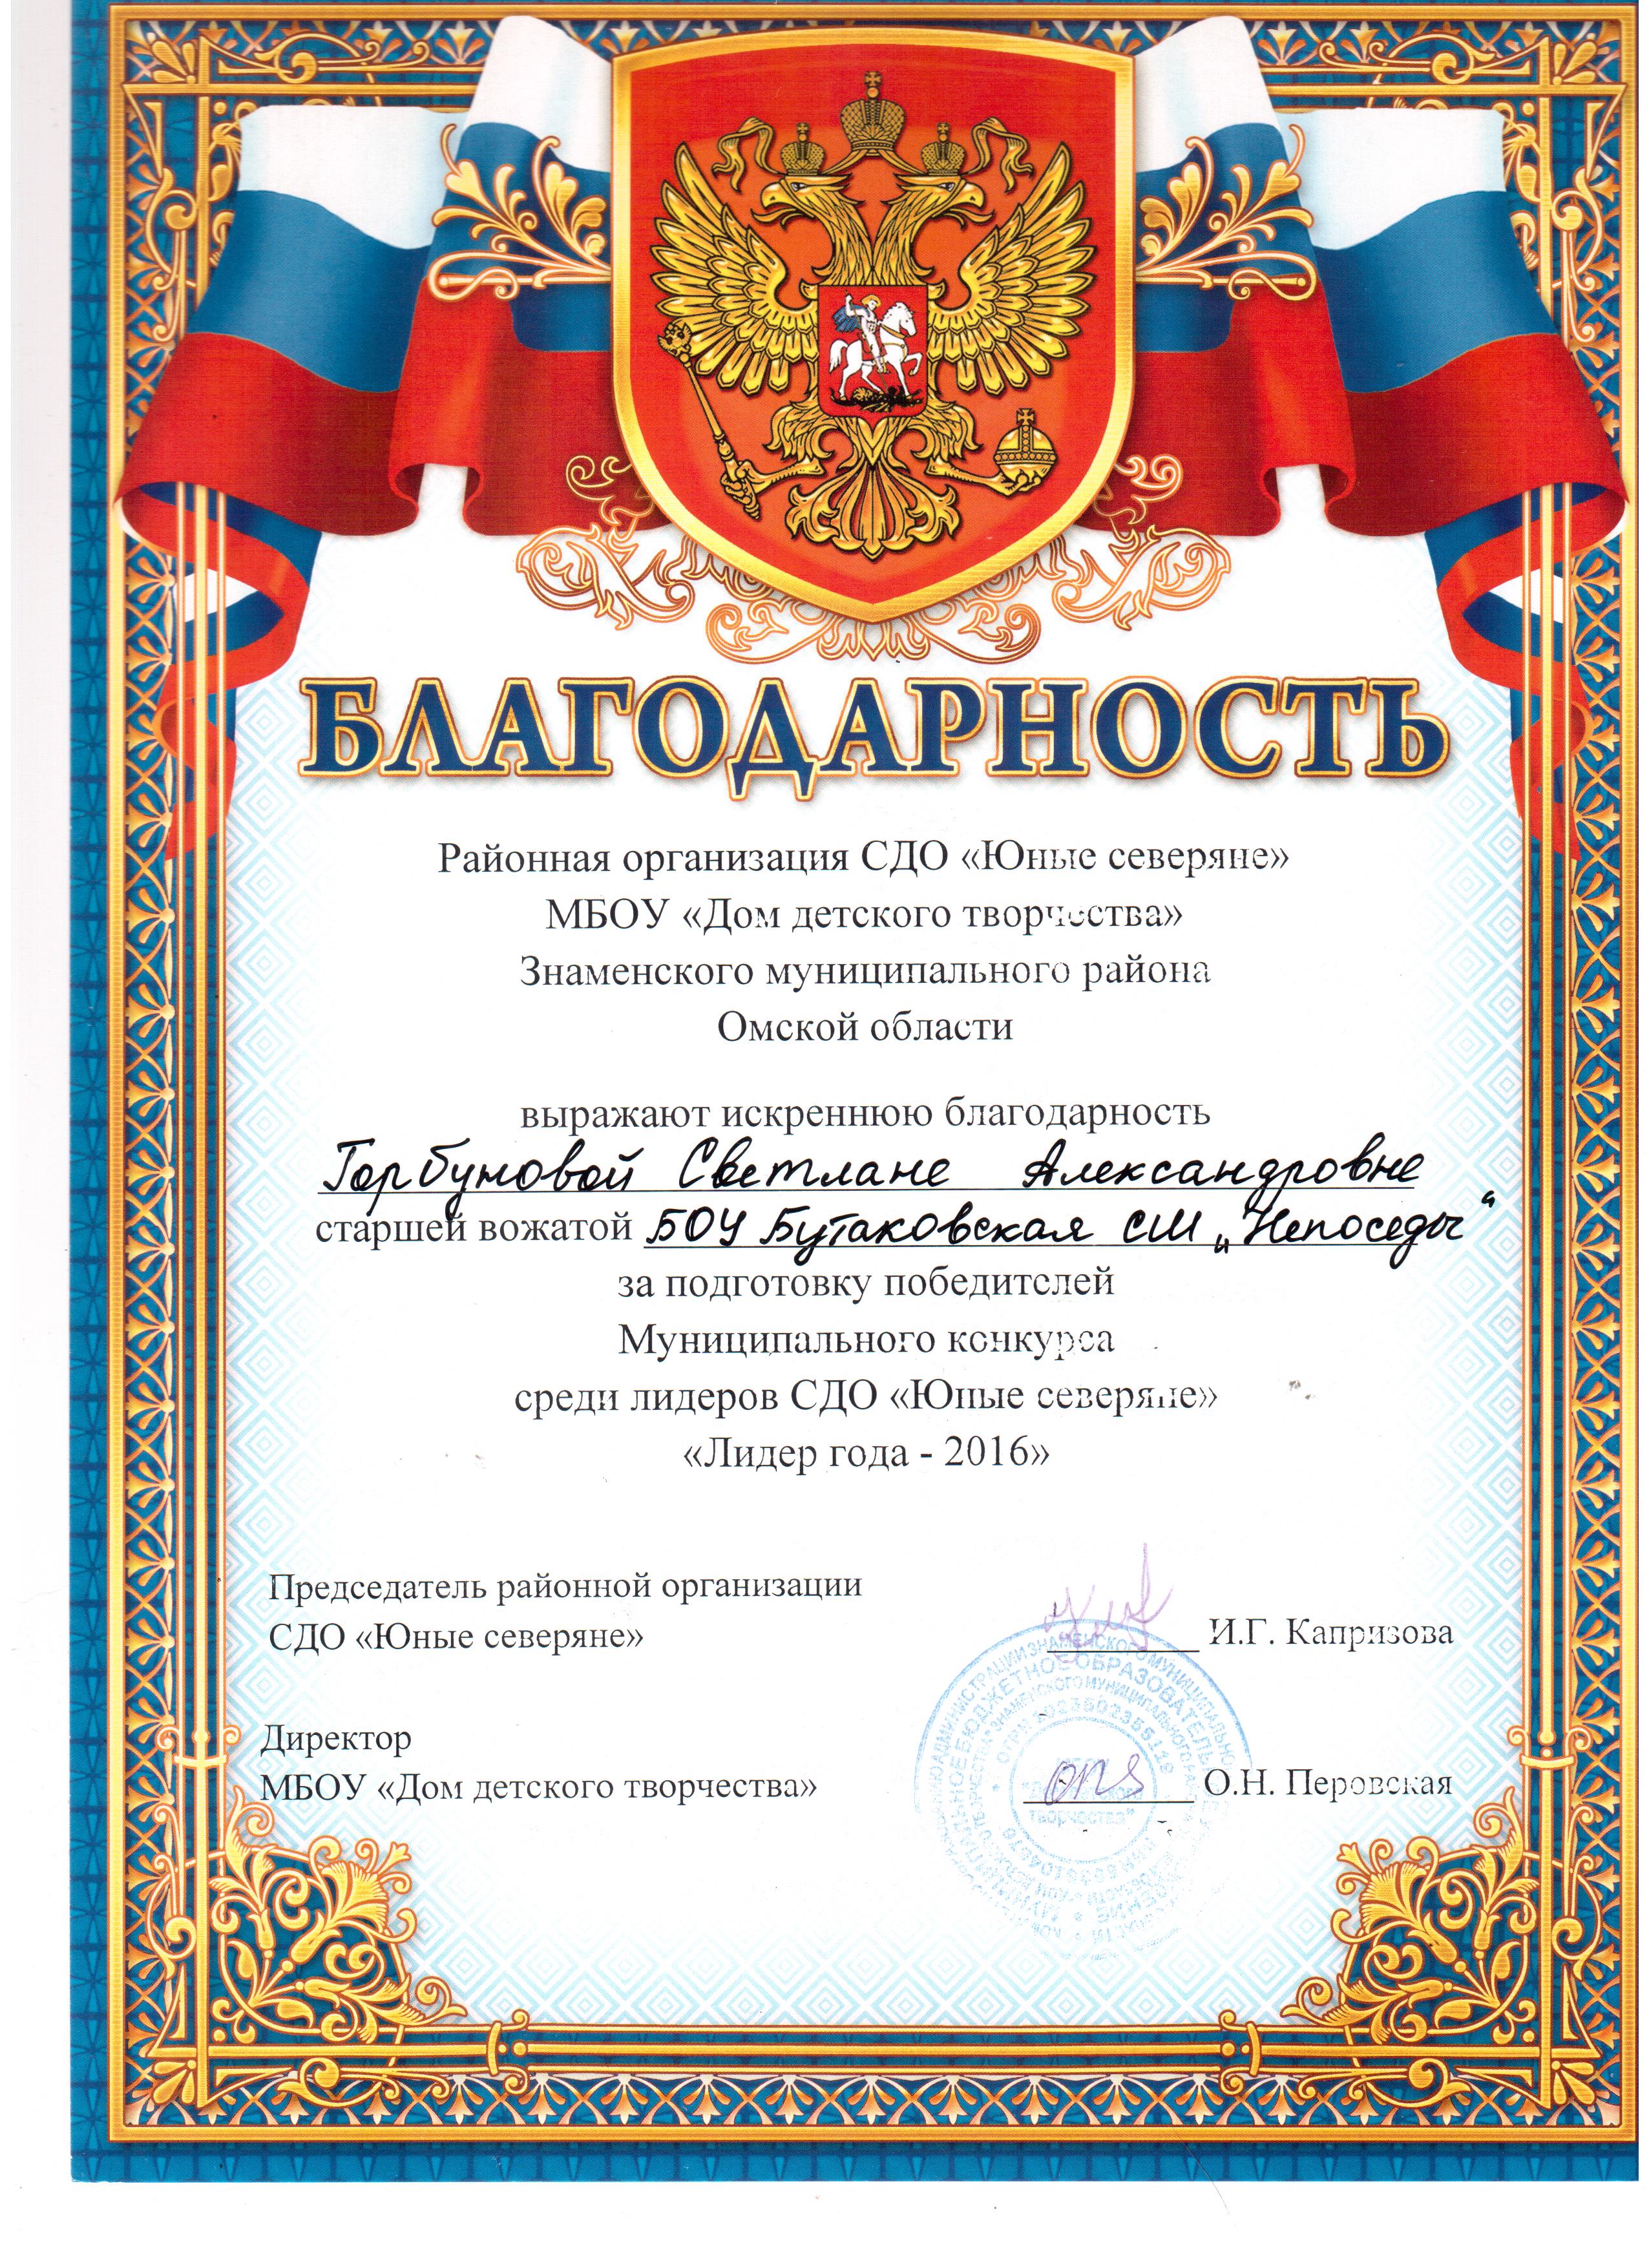 БЛАГОДАРНОСТЬ
Районная организация СДО «Юные северяне»
МБОУ «Дом детского творчества»
Знаменского муниципального района
Омской области
выражают искреннюю благодарность
Горбуновой Светлане Александровне
старшей вожатой БОУ Бутаковская СШ „Непоседы“
за подготовку победителей
Муниципального конкурса
среди лидеров СДО «Юные северяне»
«Лидер года - 2016»
Председатель районной организации
СДО «Юные северяне» И.Г. Капризова
Директор
МБОУ «Дом детского творчества» О.Н. Перовская
творчества"